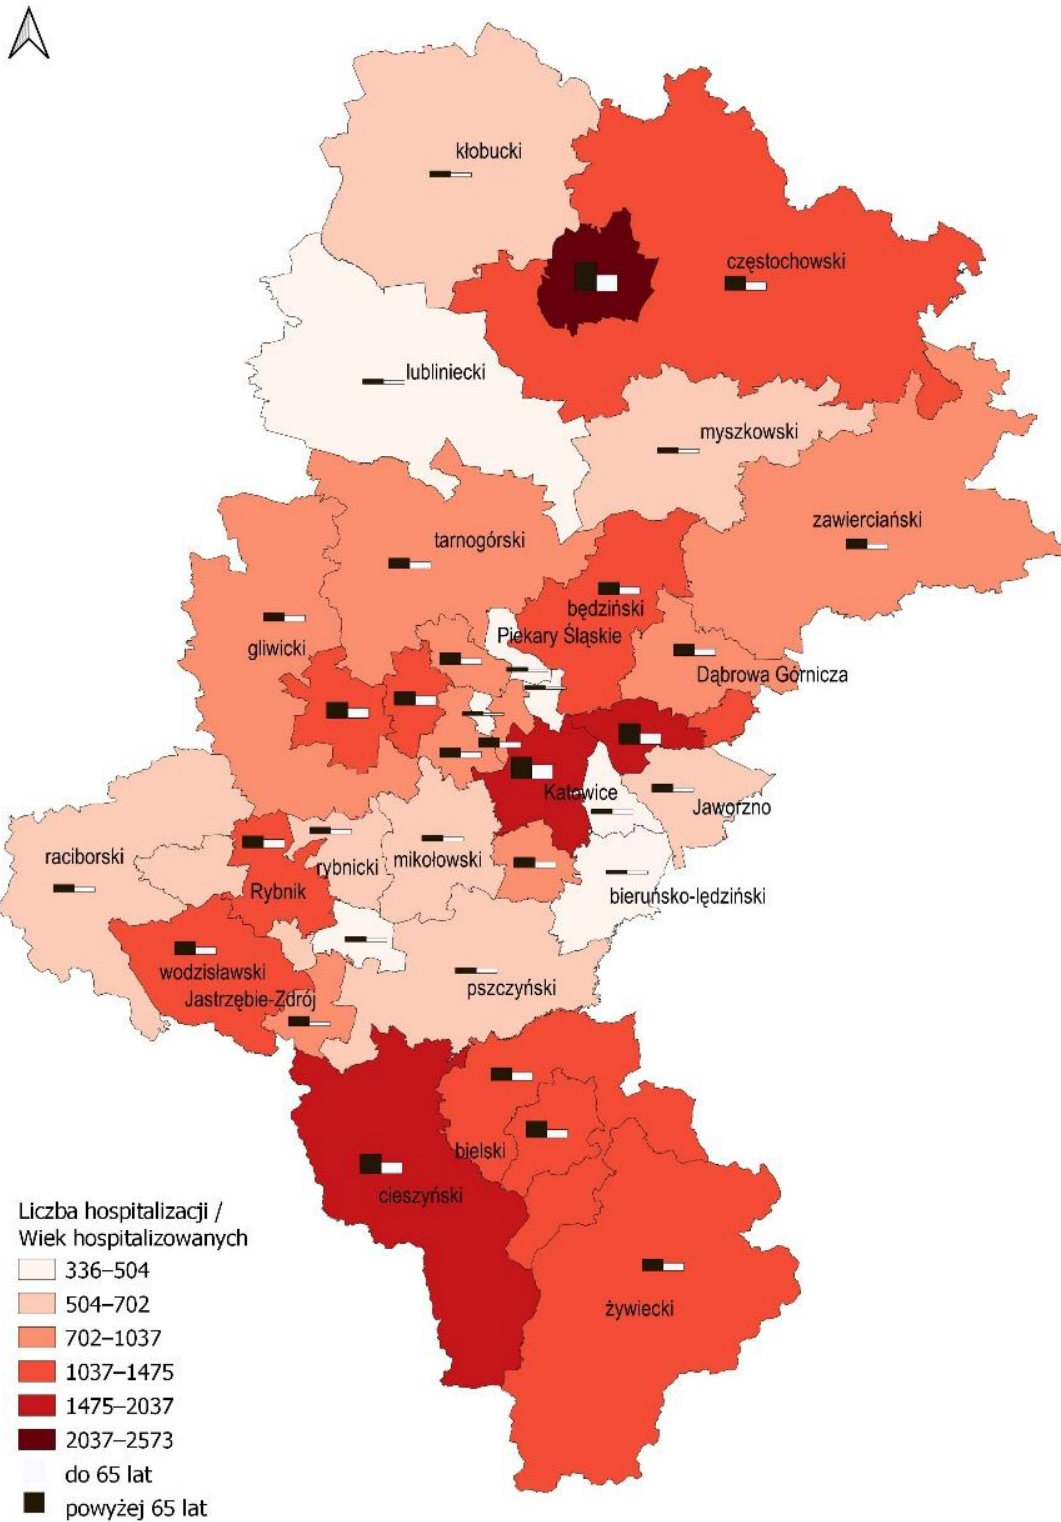 kłobucki
częstochowski
lubliniecki
myszkowski
zawierciański
tarnogórski
będziński
Piekary Śląskie
gliwicki
Dąbrowa Górnicza
Katowice
Jaworzno
raciborski
rybnicki
mikołowski
Rybnik
bieruńsko-lędziński
wodzisławski
pszczyński
Jastrzębie-Zdrój
bielski
cieszyński
żywiecki
Liczba hospitalizacji /
Wiek hospitalizowanych
336–504
504–702
702–1037
1037–1475
1475–2037
2037–2573
do 65 lat
powyżej 65 lat